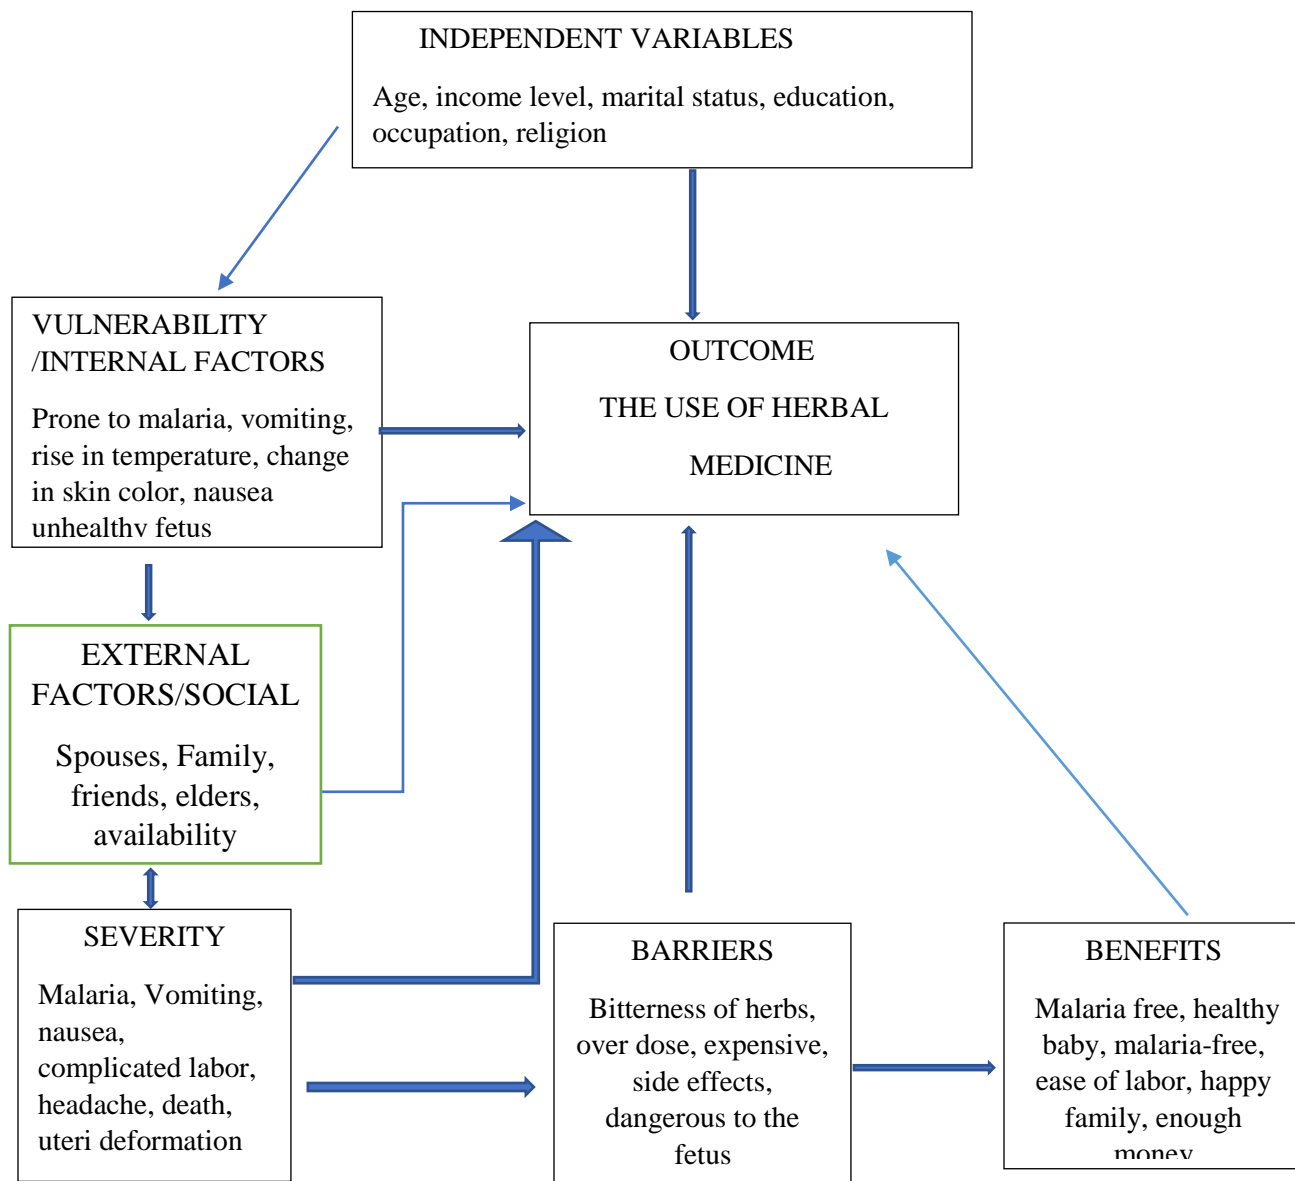 INDEPENDENT VARIABLES
Age, income level, marital status, education,
occupation, religion
VULNERABILITY
/INTERNAL FACTORS
Prone to malaria, vomiting,
rise in temperature, change
in skin color, nausea
unhealthy fetus
OUTCOME
THE USE OF HERBAL
MEDICINE
EXTERNAL
FACTORS/SOCIAL
Spouses, Family,
friends, elders,
availability
SEVERITY
Malaria, Vomiting,
nausea,
complicated labor,
headache, death,
uteri deformation
BARRIERS
Bitterness of herbs,
over dose, expensive,
side effects,
dangerous to the
fetus
BENEFITS
Malaria free, healthy
baby, malaria-free,
ease of labor, happy
family, enough
money